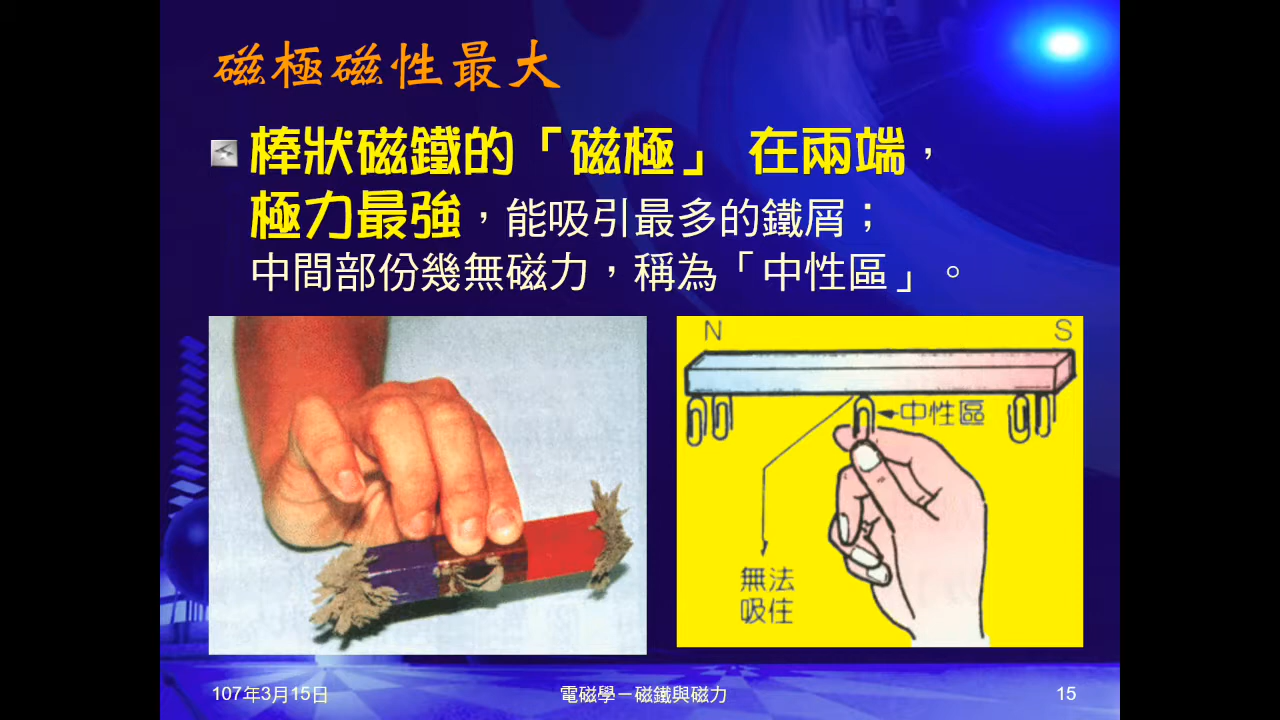 磁極磁性最大
棒狀磁鐵的「磁極」 在兩端，
極力最強，能吸引最多的鐵屑；
中間部份幾無磁力，稱為「中性區」。
N
S
中性區
無法
吸住
107年3月15日
電磁學－磁鐵與磁力
15